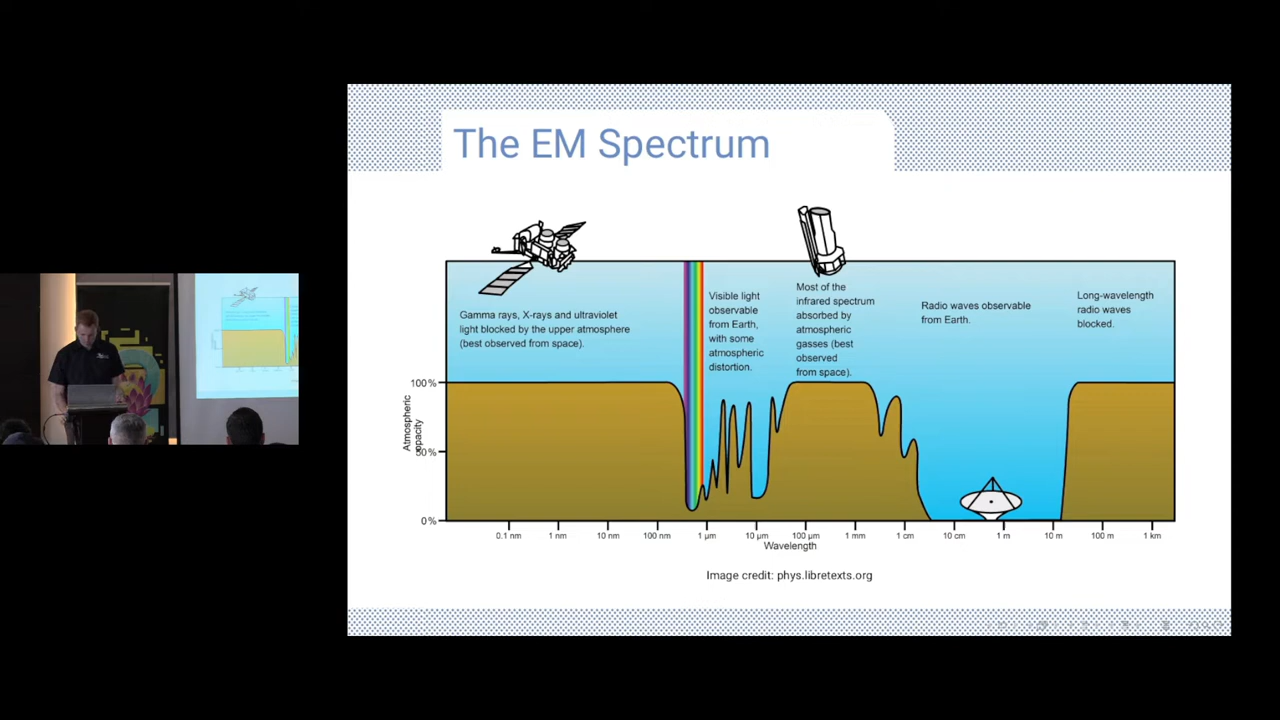 The EM Spectrum
Gamma rays, X-rays and ultraviolet
light blocked by the upper atmosphere
(best observed from space).
Visible light
observable
from Earth,
with some
atmospheric
distortion.
Most of the
infrared spectrum
absorbed by
atmospheric
gasses (best
observed
from space).
Radio waves observable
from Earth.
Long-wavelength
radio waves
blocked.
Atmospheric
opacity
100 %
50 %
0 %
0.1 nm 1 nm 10 nm 100 nm 1 μm 10 μm 100 μm 1 mm 1 cm 10 cm 1 m 10 m 100 m 1 km
Wavelength
Image credit: phys.libretexts.org